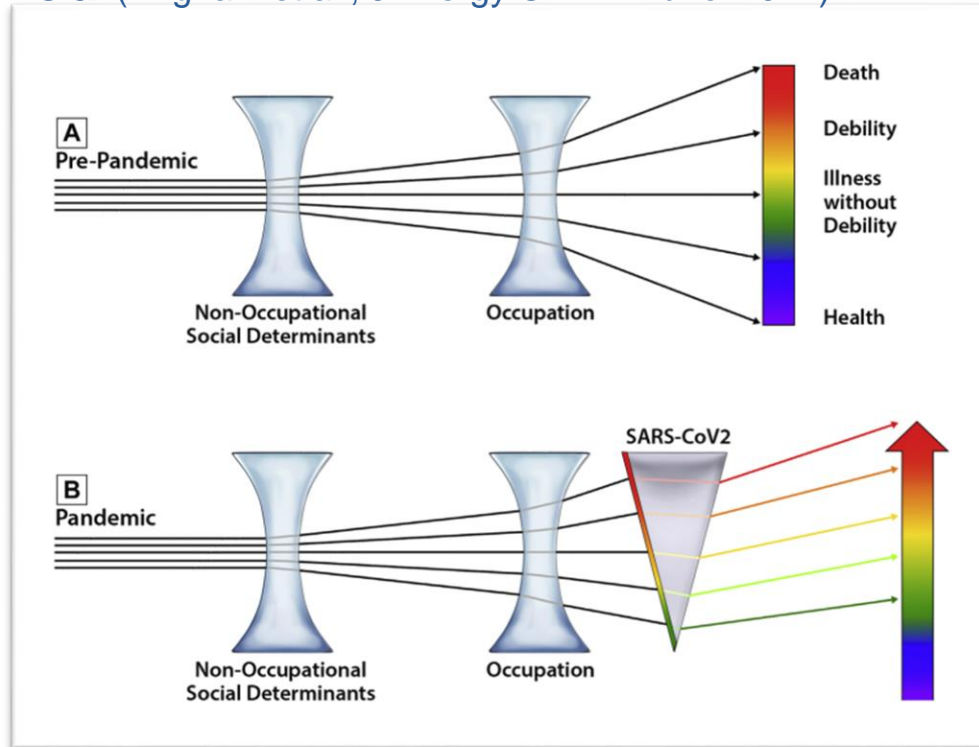 A
Pre-Pandemic
Non-Occupational
Social Determinants
Occupation
Death
Debility
Illness
without
Debility
Health
B
Pandemic
Non-Occupational
Social Determinants
Occupation
SARS-CoV2